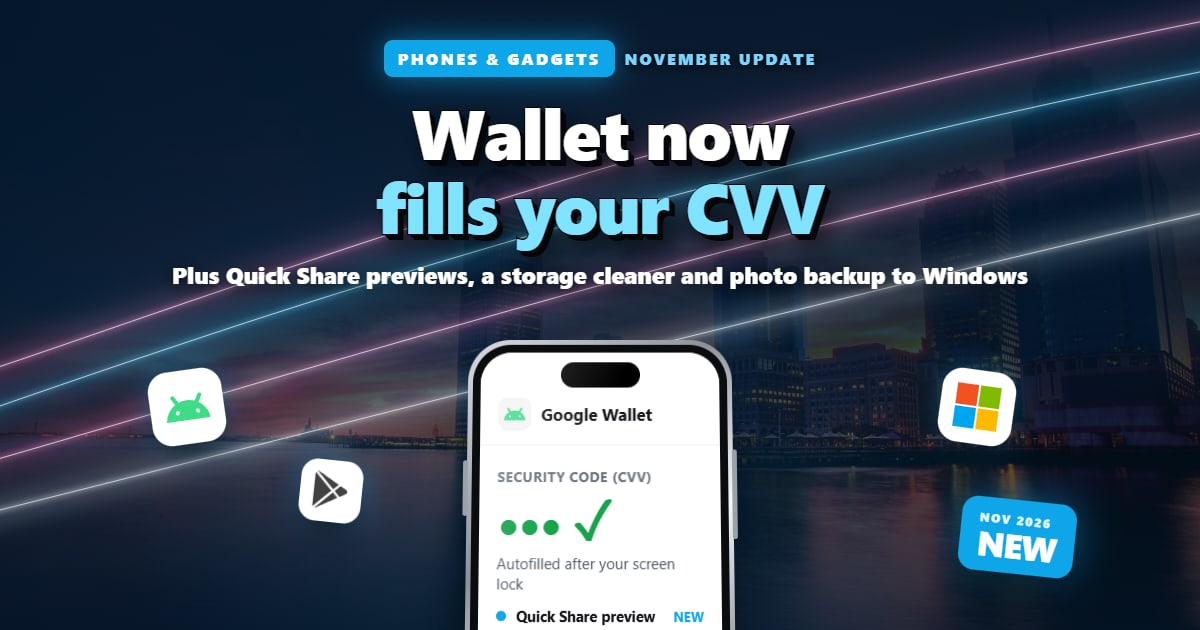 PHONES & GADGETS NOVEMBER UPDATE
Wallet now
fills your CVV
Plus Quick Share previews, a storage cleaner and photo backup to Windows
Google Wallet
SECURITY CODE (CVV)
Autofilled after your screen
lock
Quick Share preview NEW
NOV 2026
NEW